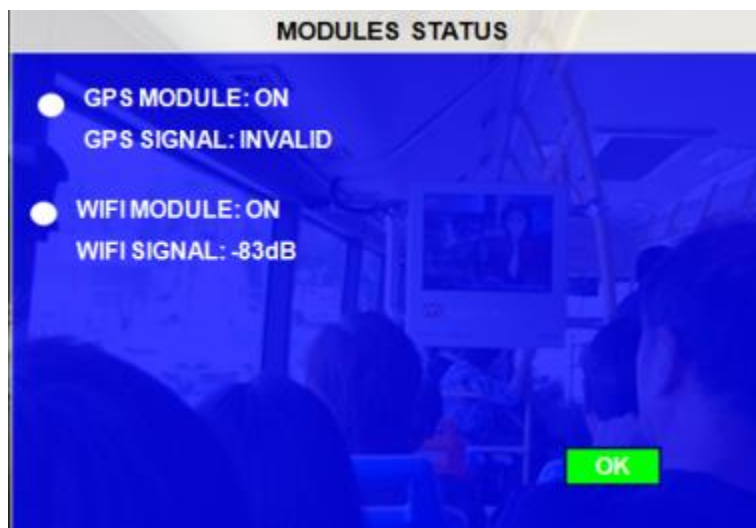 MODULES STATUS
GPS MODULE: ON
GPS SIGNAL: INVALID
WIFI MODULE: ON
WIFI SIGNAL: -83dB
OK